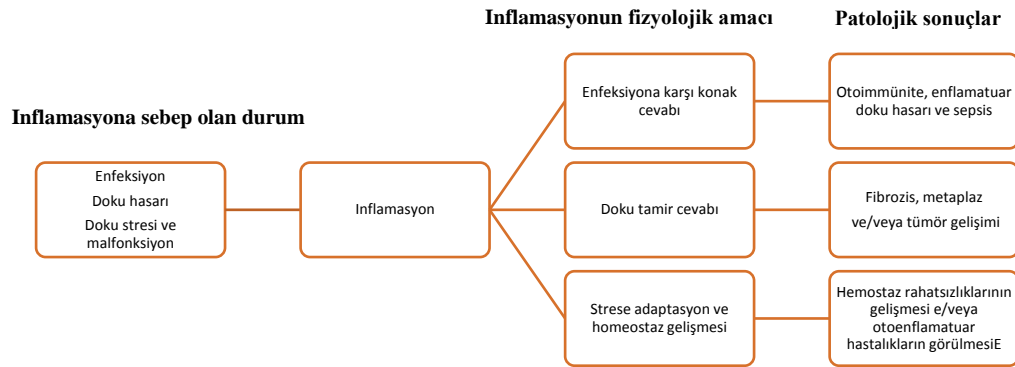 Inflamasyonun fizyolojik amacı
Patolojik sonuçlar
Inflamasyona sebep olan durum
Enfeksiyon
Doku hasarı
Doku stresi ve
malfonksiyon
Inflamasyon
Enfeksiyona karşı konak
cevabı
Otoimmünite, enflamatuar
doku hasarı ve sepsis
Doku tamir cevabı
Fibrozis, metaplaz
ve/veya tümör gelişimi
Strese adaptasyon ve
homeostaz gelişmesi
Hemostaz rahatsızlıklarının
gelişmesi e/veya
otoenflamatuar
hastalıkların görülmesiE